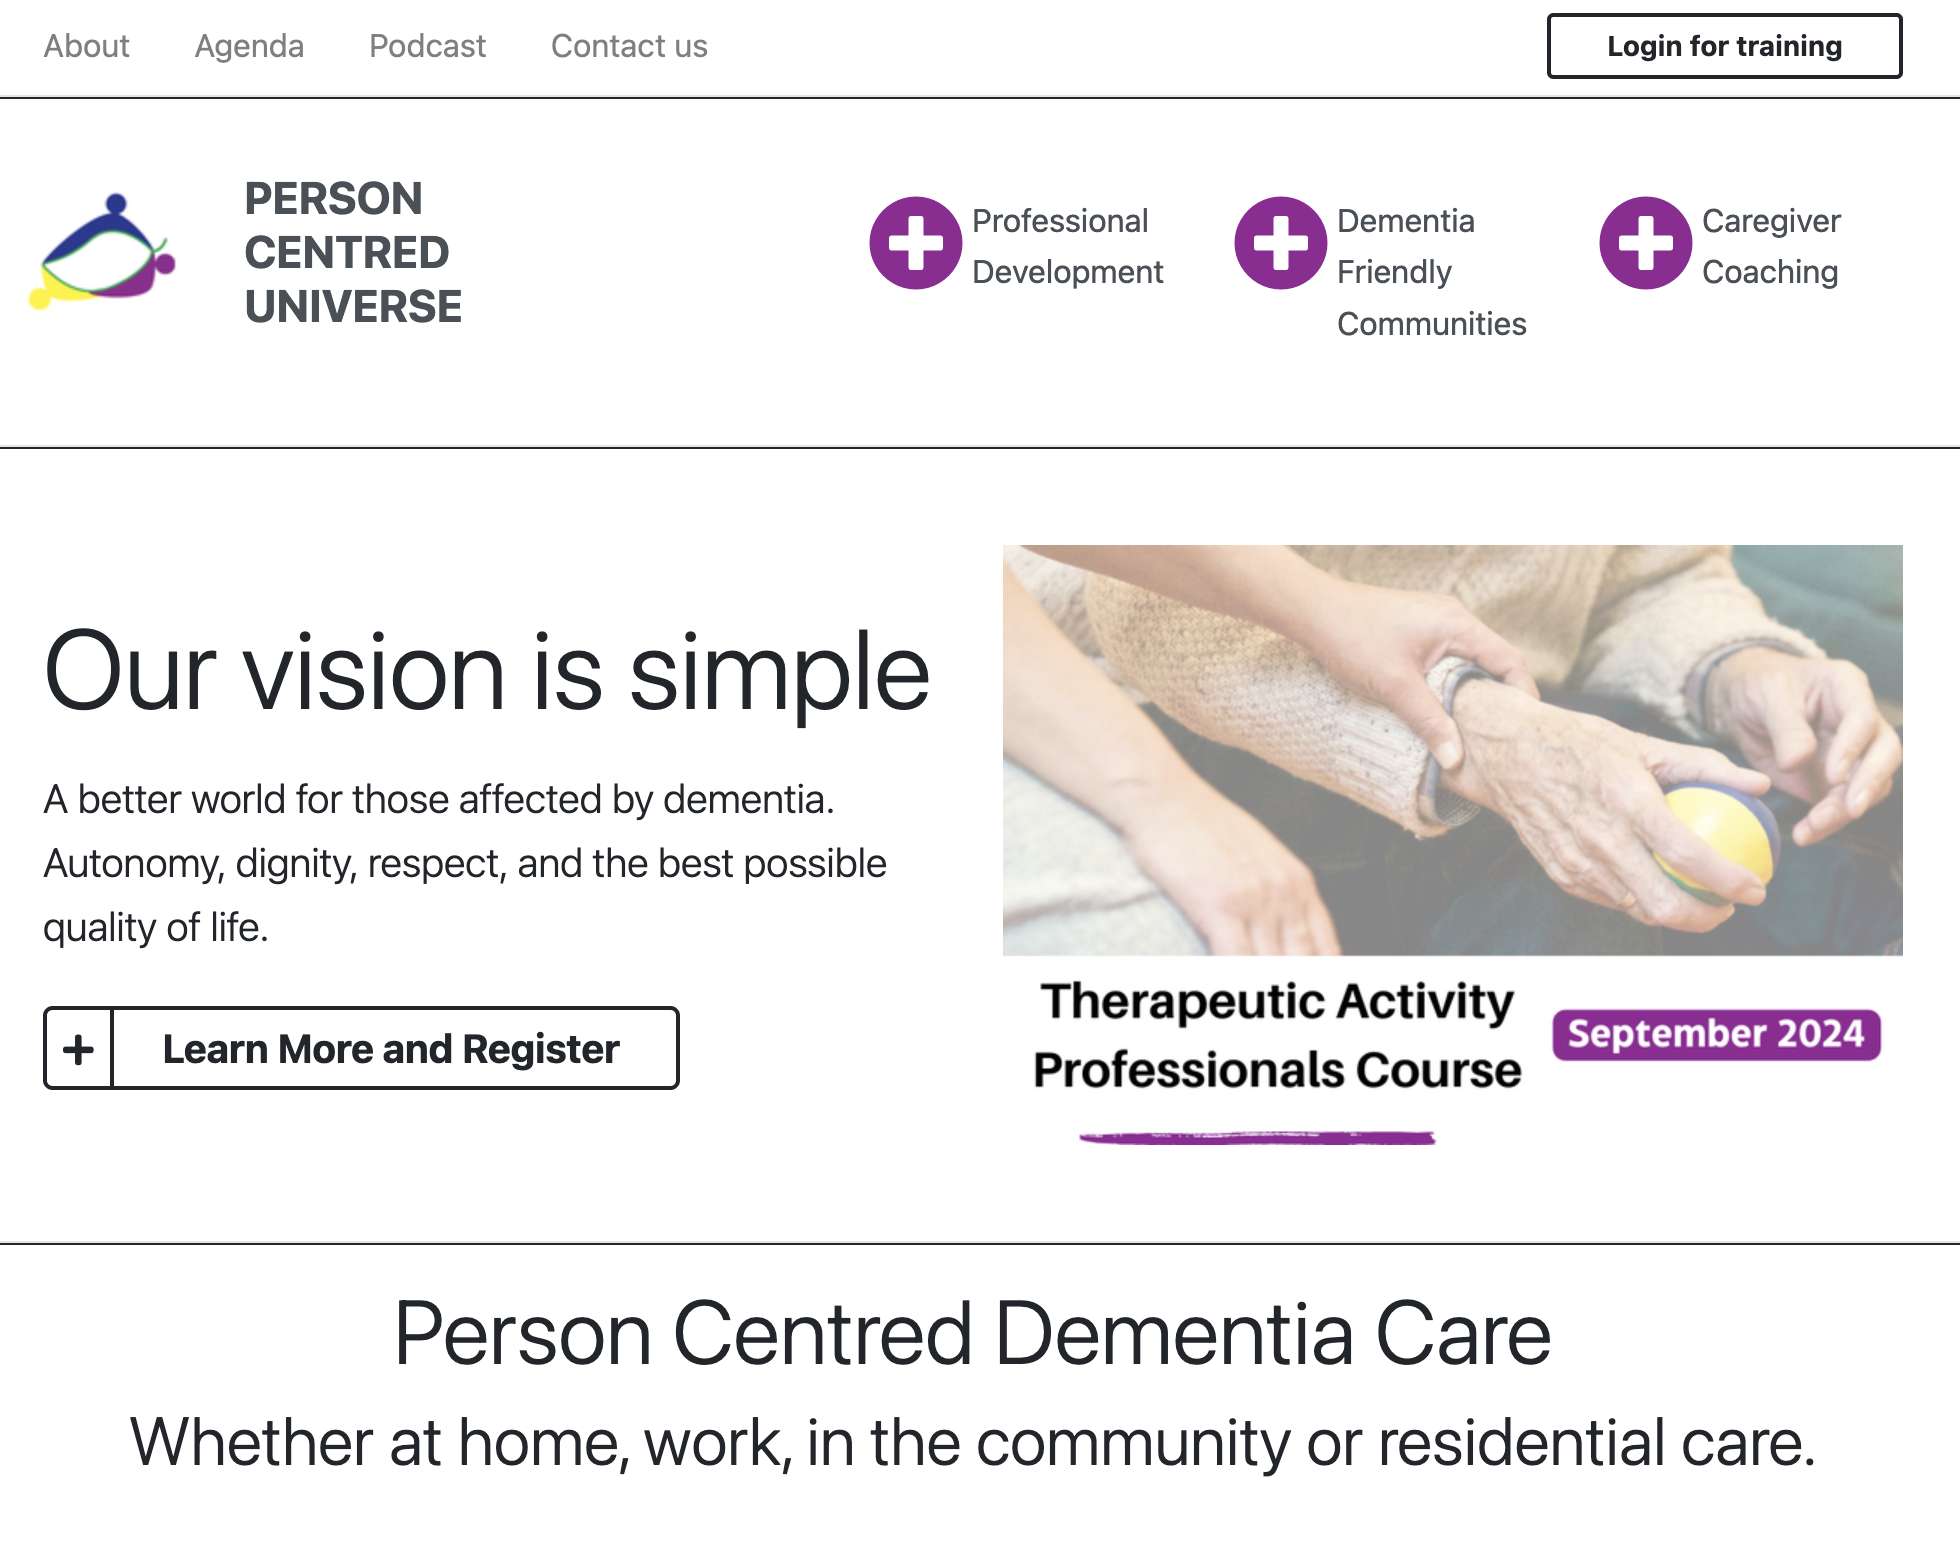 About
Agenda
Podcast
Contact us
Login for training
PERSON
CENTRED
UNIVERSE
Professional
Development
Dementia
Friendly
Communities
Caregiver
Coaching
Our vision is simple
A better world for those affected by dementia.
Autonomy, dignity, respect, and the best possible
quality of life.
Learn More and Register
Therapeutic Activity
Professionals Course
September 2024
Person Centred Dementia Care
Whether at home, work, in the community or residential care.